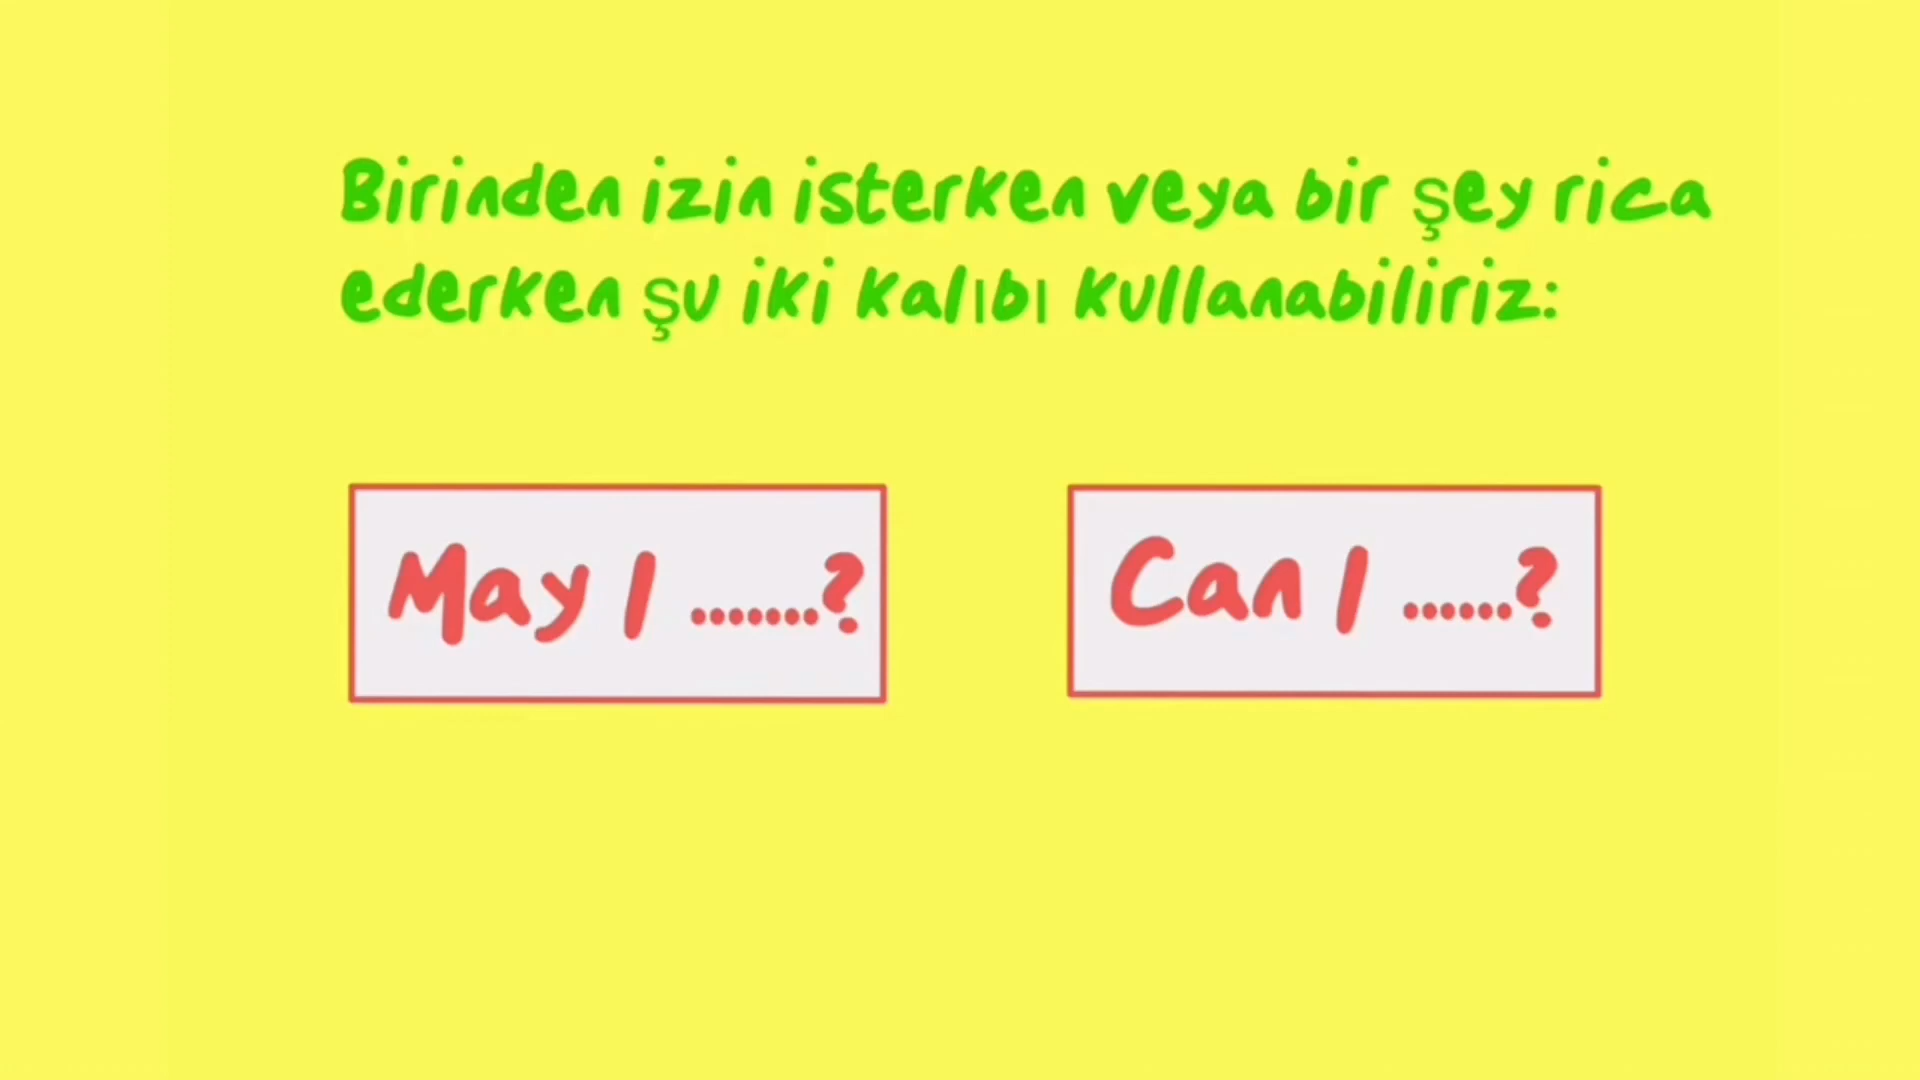 Birinden izin isterken veya bir şey rica
ederken şu iki kalıbı kullanabiliriz:
May I .......?
Can I ......?